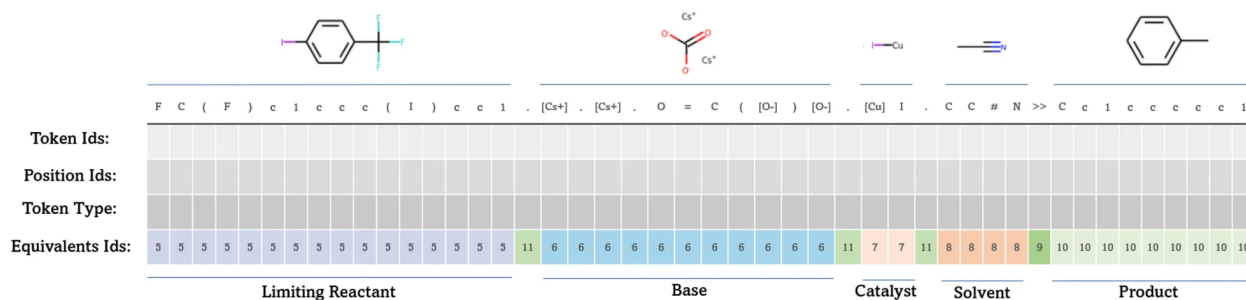 Cs⁺
F
I F O⁻ O I Cu N
F Cs⁺
O⁻
F C ( F ) c 1 c c c ( I ) c c 1 . [Cs+] . [Cs+] . O = C ( [O-] ) [O-] . [Cu] I . C C # N >> C c 1 c c c c c 1
Token Ids:
Position Ids:
Token Type:
Equivalents Ids: 5 5 5 5 5 5 5 5 5 5 5 5 5 5 5 5 11 6 6 6 6 6 6 6 6 6 6 6 11 7 7 11 8 8 8 8 9 10 10 10 10 10 10 10 10 10
Limiting Reactant Base Catalyst Solvent Product